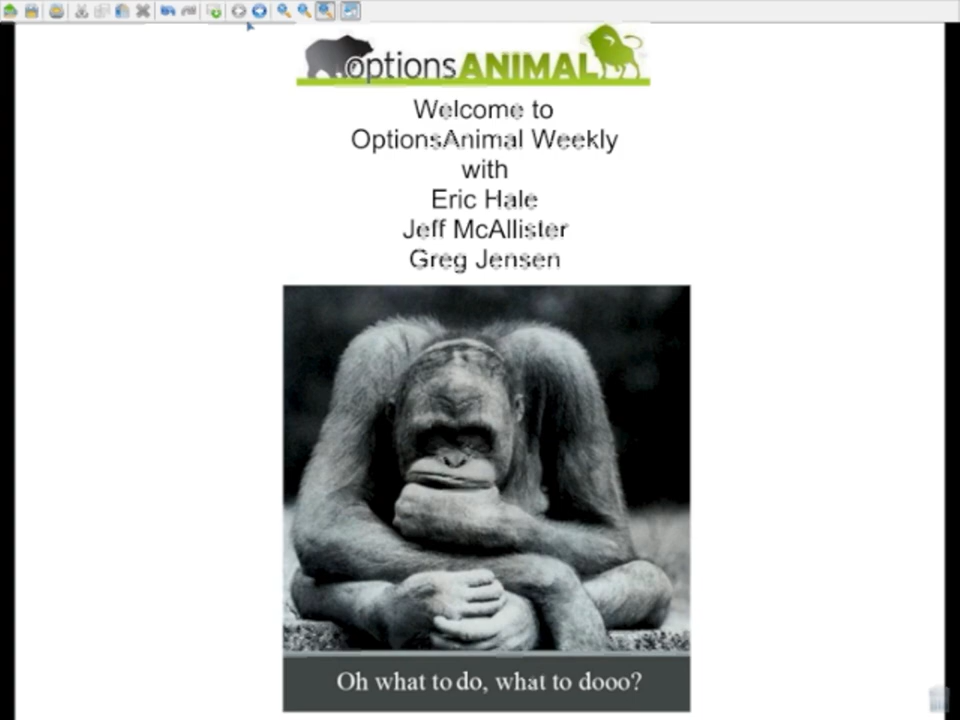 optionsANIMAL
Welcome to
OptionsAnimal Weekly
with
Eric Hale
Jeff McAllister
Greg Jensen
Oh what to do, what to dooo?